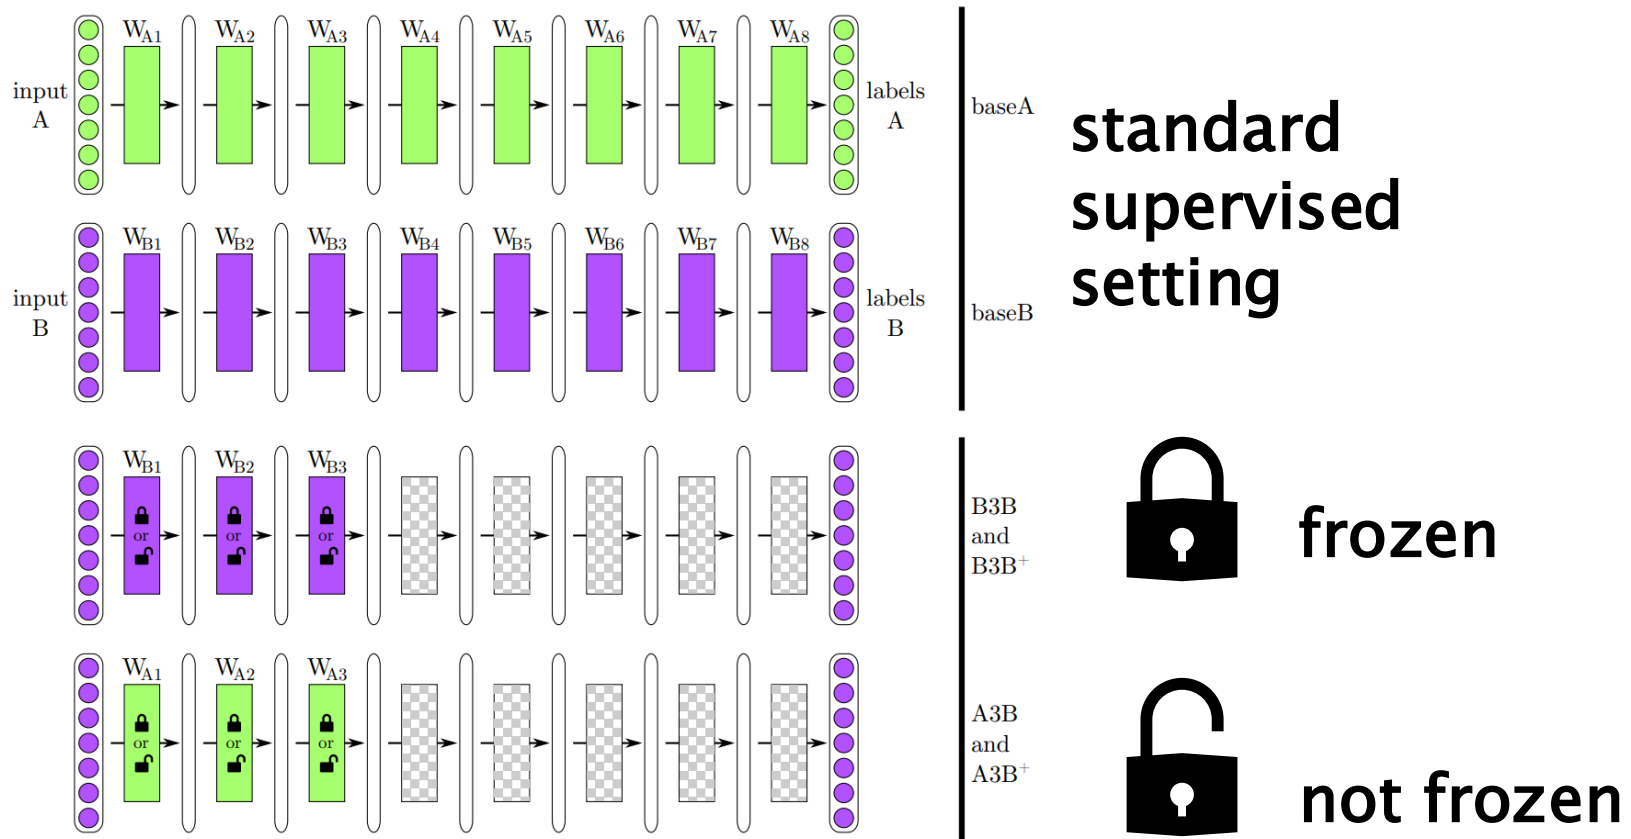 W_A1 W_A2 W_A3 W_A4 W_A5 W_A6 W_A7 W_A8
input
A
labels
A
baseA
W_B1 W_B2 W_B3 W_B4 W_B5 W_B6 W_B7 W_B8
input
B
labels
B
baseB
standard
supervised
setting
W_B1 W_B2 W_B3
or or or
B3B
and
B3B⁺
frozen
W_A1 W_A2 W_A3
or or or
A3B
and
A3B⁺
not frozen